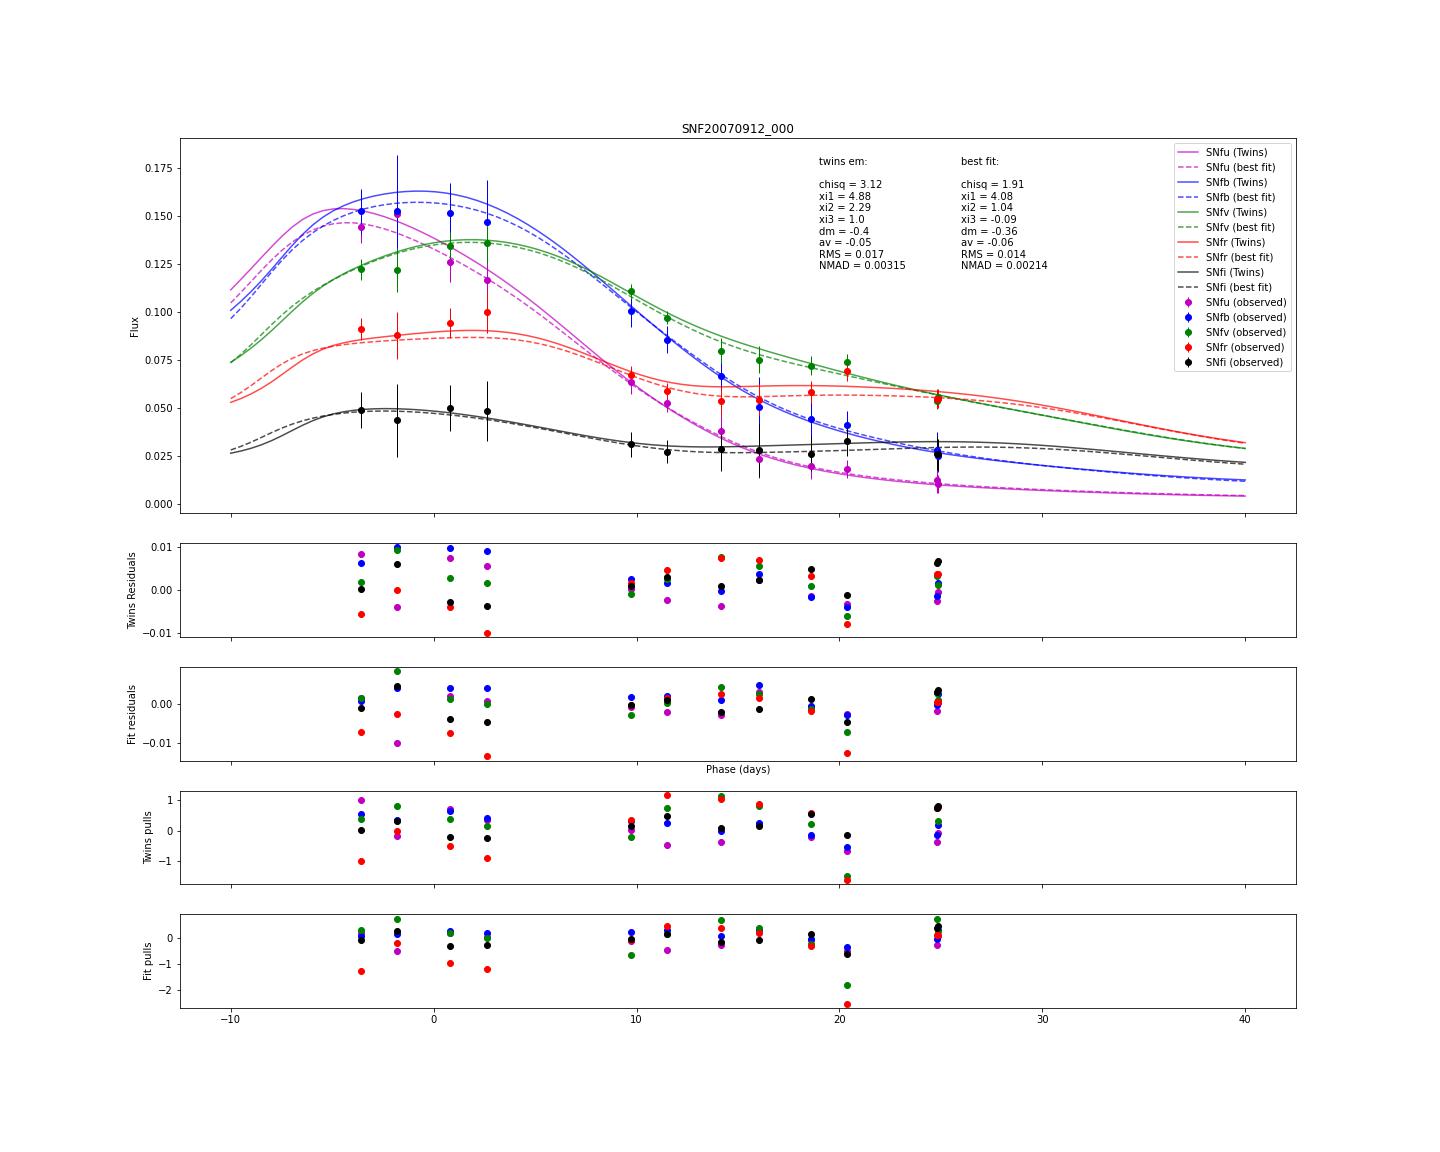 SNF20070912_000
twins em:
chisq = 3.12
xi1 = 4.88
xi2 = 2.29
xi3 = 1.0
dm = -0.4
av = -0.05
RMS = 0.017
NMAD = 0.00315
best fit:
chisq = 1.91
xi1 = 4.08
xi2 = 1.04
xi3 = -0.09
dm = -0.36
av = -0.06
RMS = 0.014
NMAD = 0.00214
SNfu (Twins)
SNfu (best fit)
SNfb (Twins)
SNfb (best fit)
SNfv (Twins)
SNfv (best fit)
SNfr (Twins)
SNfr (best fit)
SNfi (Twins)
SNfi (best fit)
SNfu (observed)
SNfb (observed)
SNfv (observed)
SNfr (observed)
SNfi (observed)
Flux
0.175
0.150
0.125
0.100
0.075
0.050
0.025
0.000
Twins Residuals
0.01
0.00
−0.01
Fit residuals
0.00
−0.01
Phase (days)
Twins pulls
1
0
−1
Fit pulls
0
−1
−2
−10
0
10
20
30
40